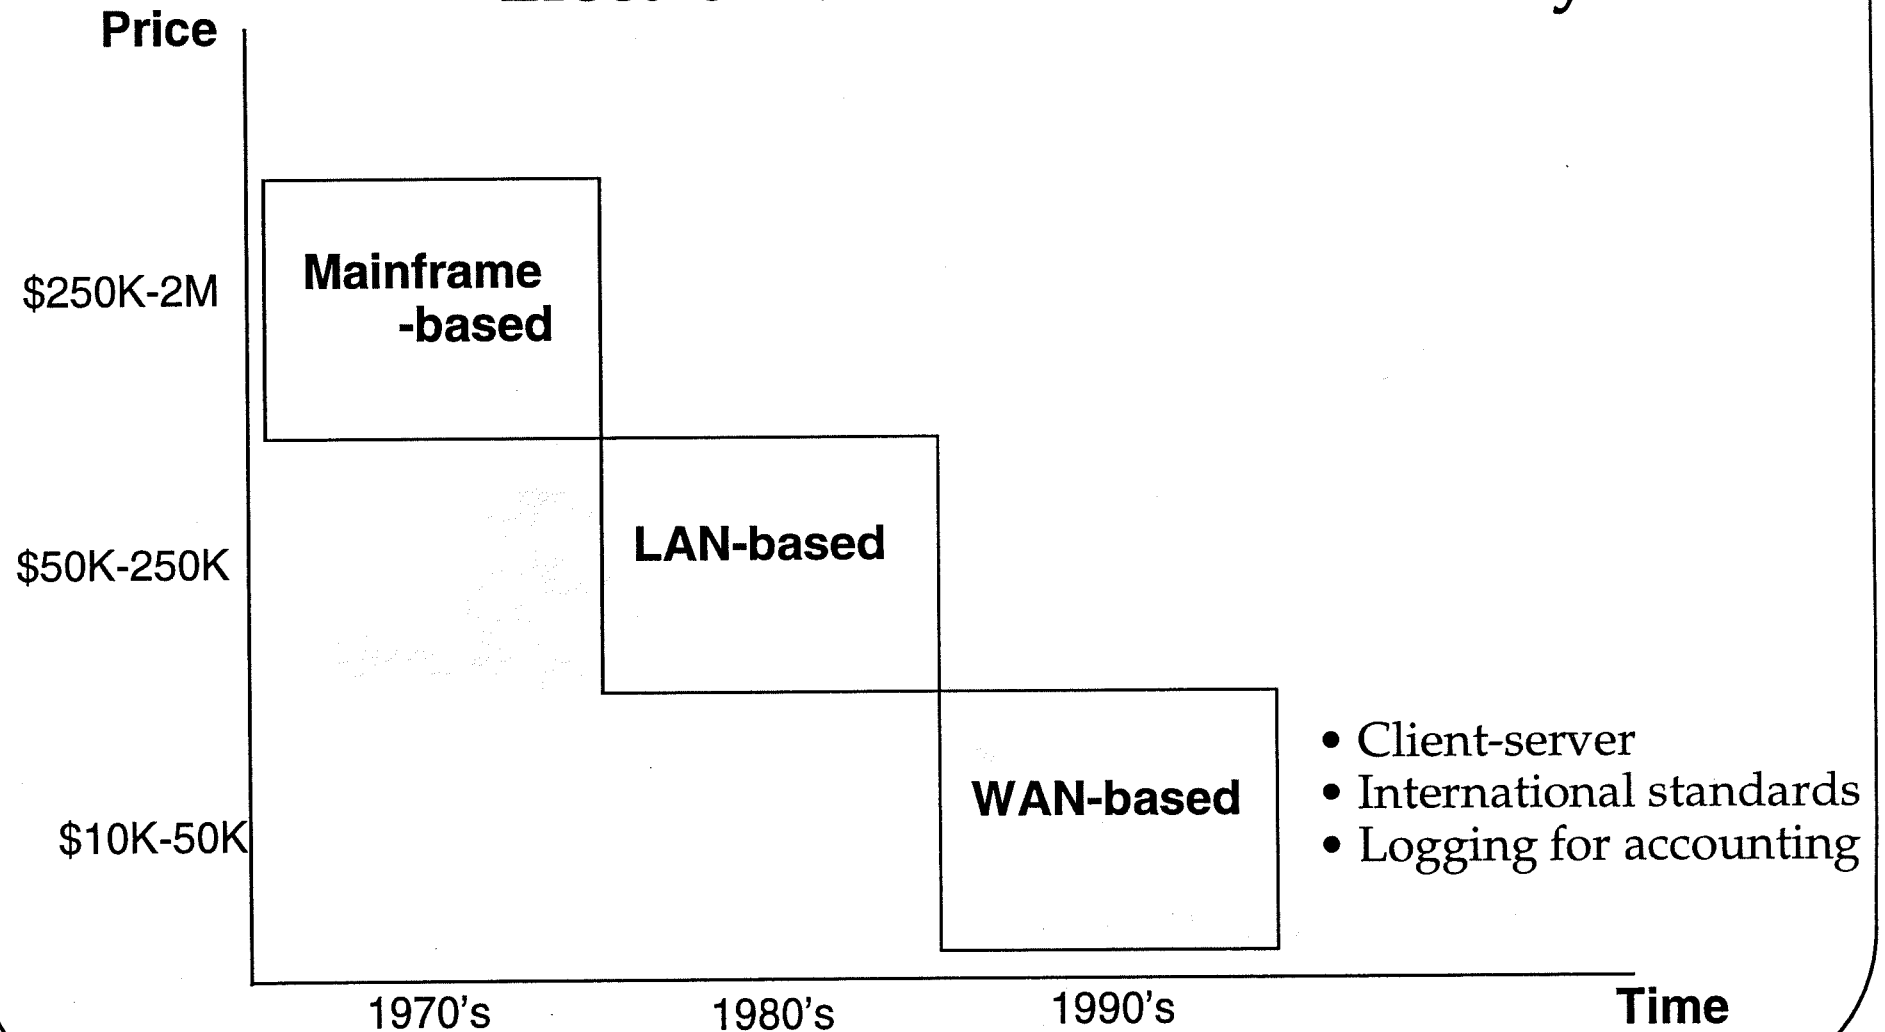 Price
Mainframe
-based
$250K-2M
LAN-based
$50K-250K
WAN-based
• Client-server
• International standards
• Logging for accounting
$10K-50K
1970's
1980's
1990's
Time